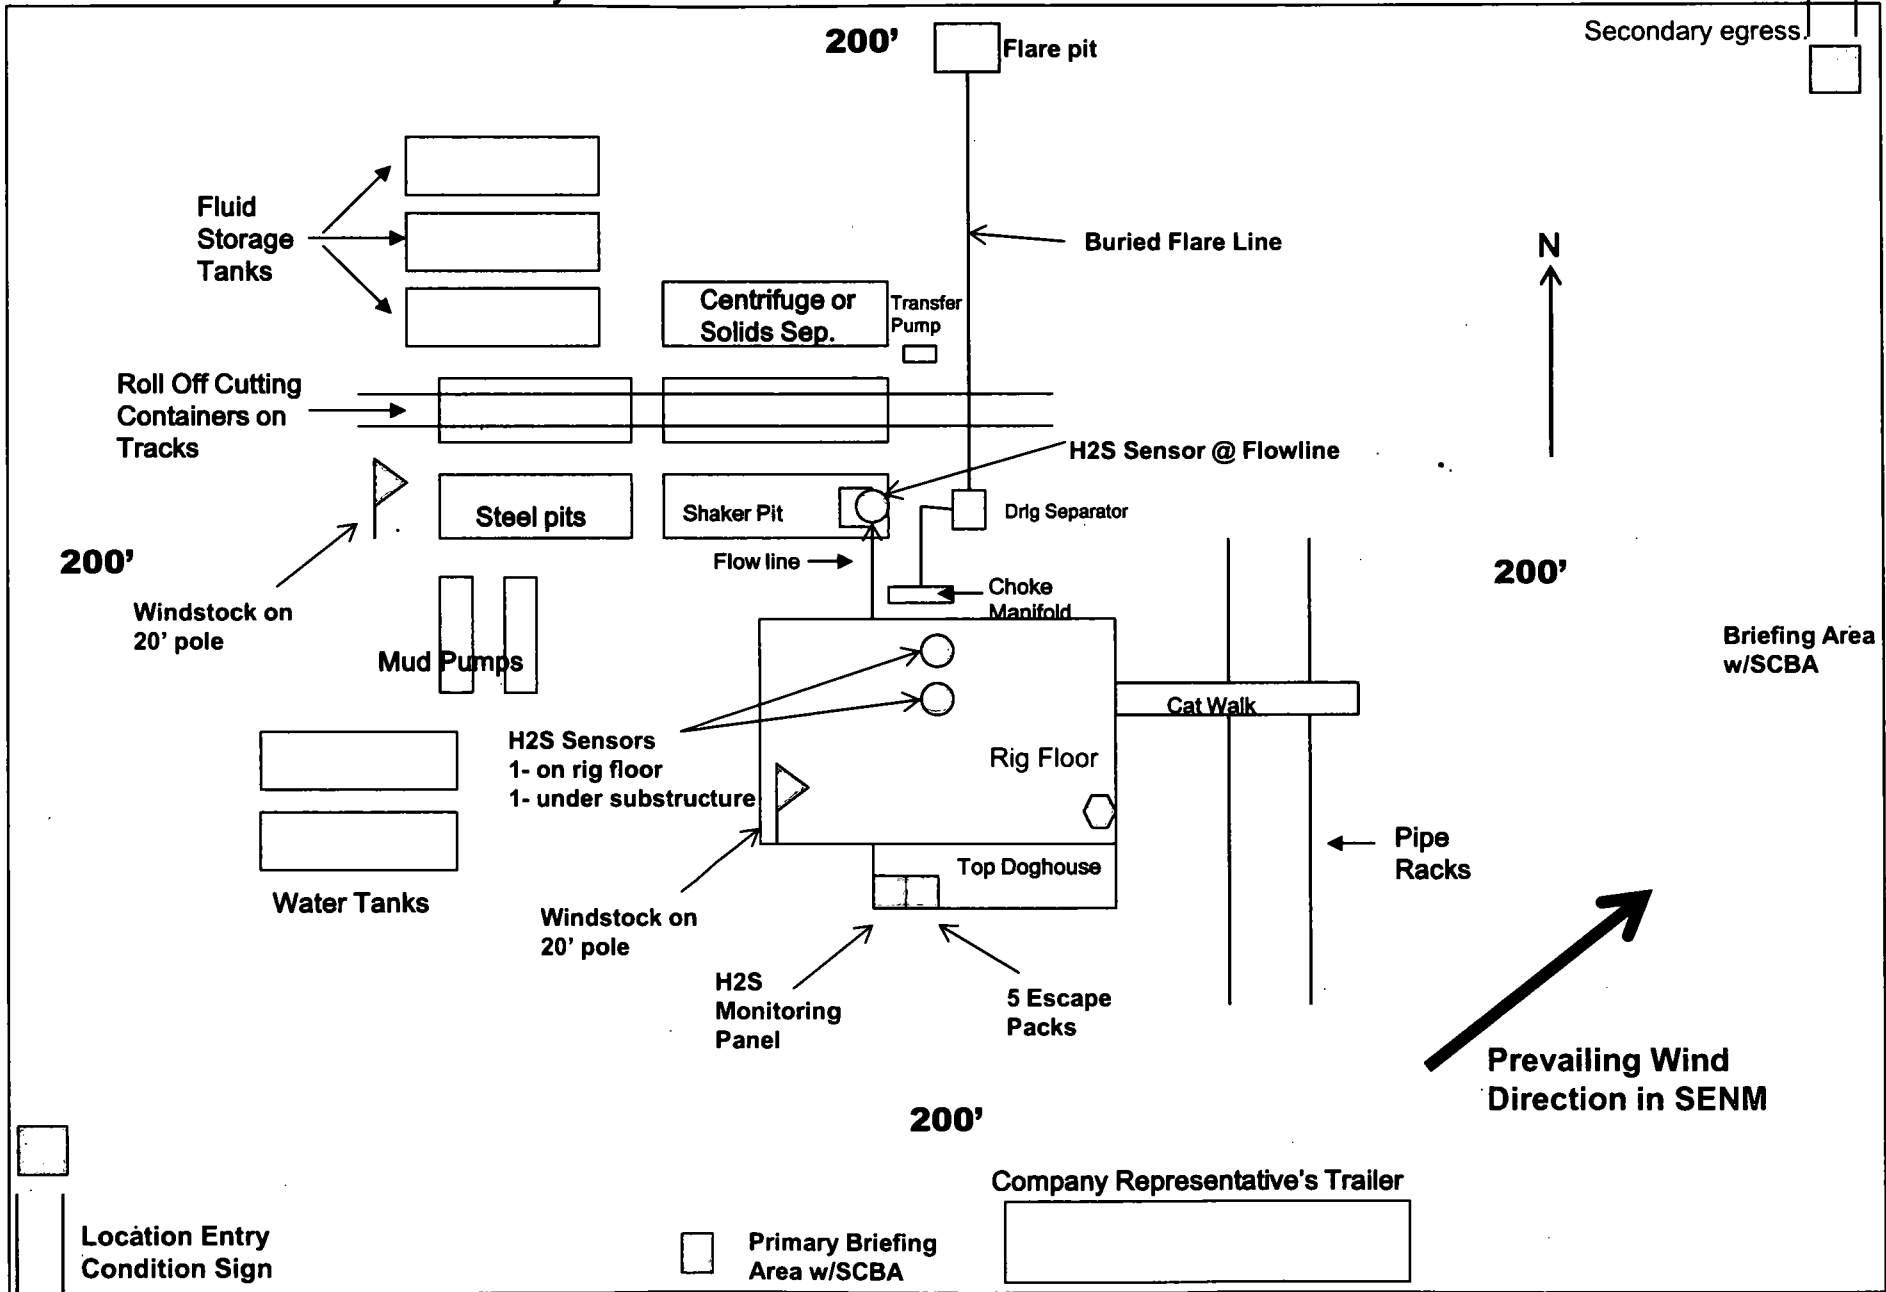 200'
Flare pit
Secondary egress.
Fluid
Storage
Tanks
Buried Flare Line
N
Centrifuge or
Solids Sep.
Transfer
Pump
Roll Off Cutting
Containers on
Tracks
H2S Sensor @ Flowline
Steel pits
Shaker Pit
Drlg Separator
200'
Flow line
200'
Windstock on
20' pole
Choke
Manifold
Mud Pumps
Briefing Area
w/SCBA
Cat Walk
H2S Sensors
1- on rig floor
1- under substructure
Rig Floor
Pipe
Racks
Top Doghouse
Water Tanks
Windstock on
20' pole
H2S
Monitoring
Panel
5 Escape
Packs
Prevailing Wind
Direction in SENM
200'
Company Representative's Trailer
Location Entry
Condition Sign
Primary Briefing
Area w/SCBA